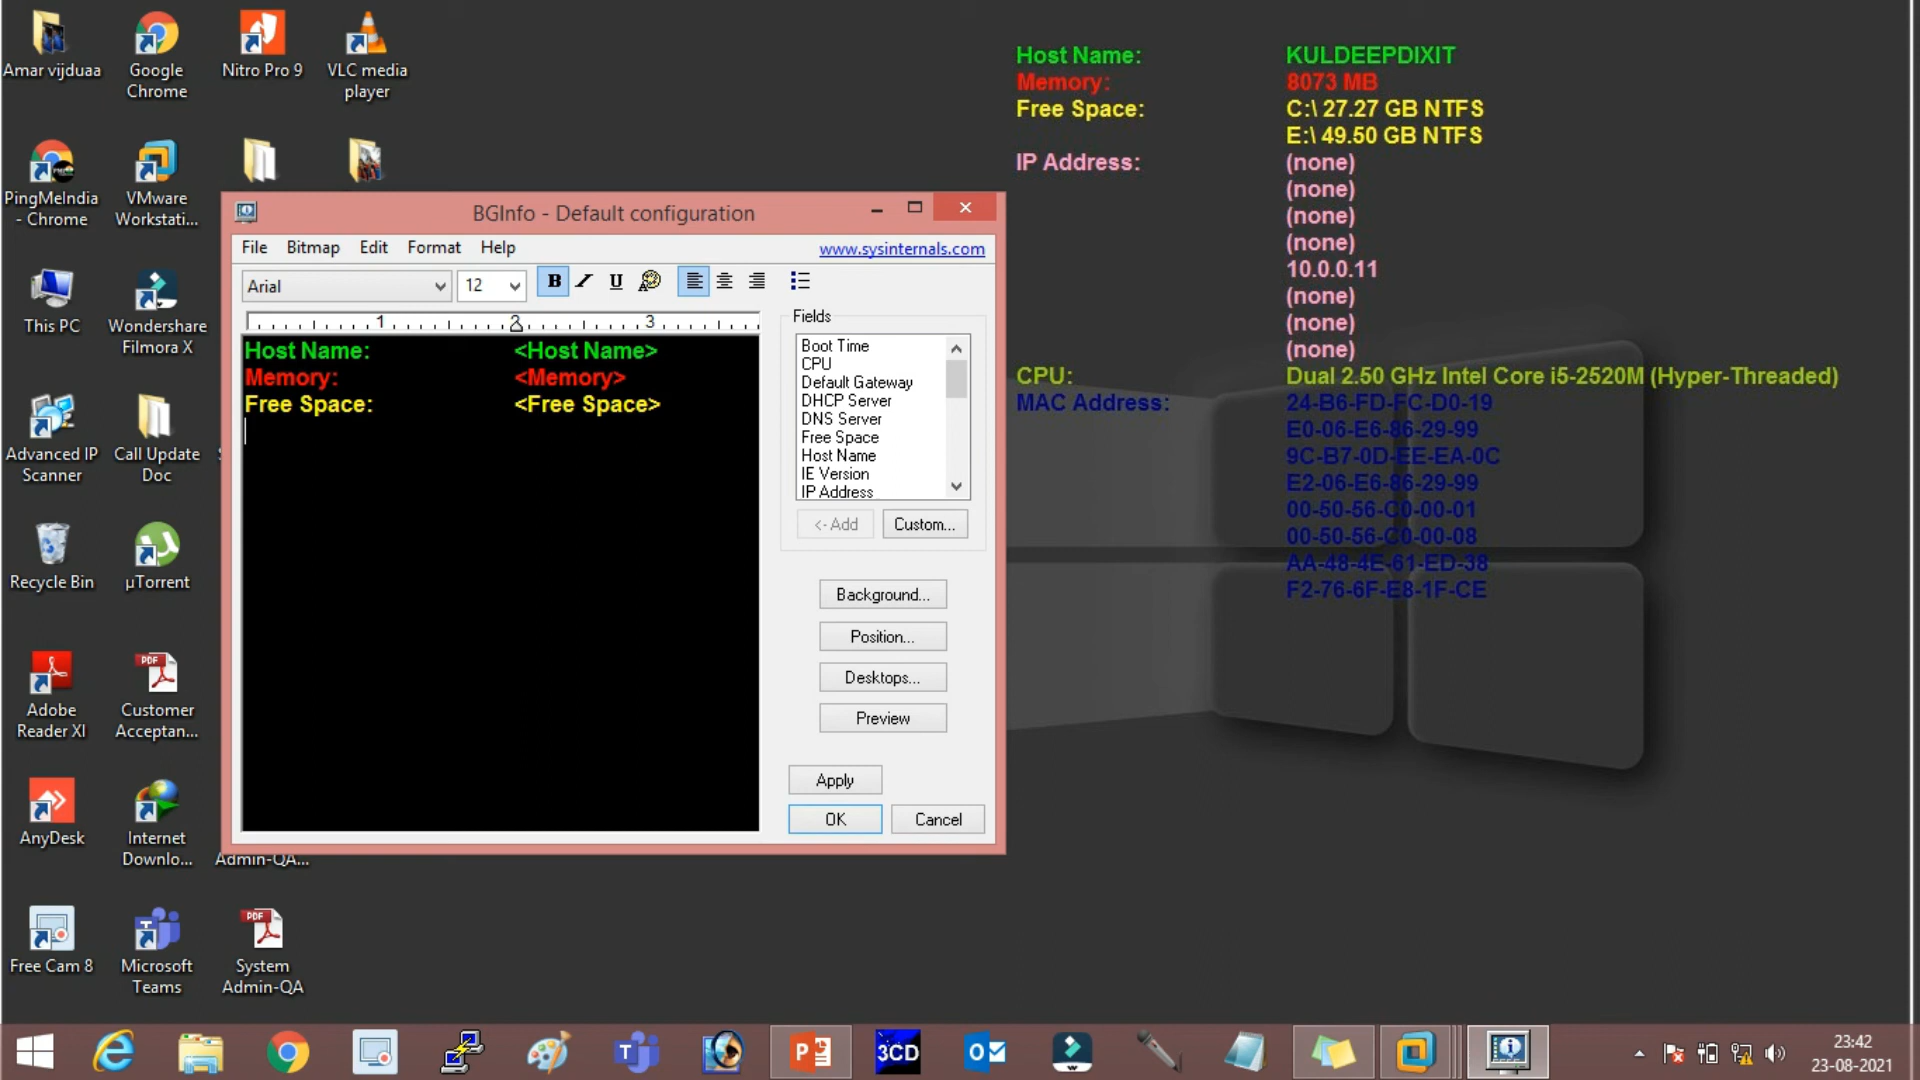 Amar vijduaa
Google
Chrome
Nitro Pro 9
VLC media
player
PingMeIndia
- Chrome
VMware
Workstati...
This PC
Wondershare
Filmora X
Advanced IP
Scanner
Call Update
Doc
Recycle Bin
µTorrent
Adobe
Reader XI
Customer
Acceptan...
AnyDesk
Internet
Downlo...
Admin-QA...
Free Cam 8
Microsoft
Teams
System
Admin-QA
BGInfo - Default configuration
File Bitmap Edit Format Help www.sysinternals.com
Arial 12 B I U
1 2 3
Host Name: <Host Name>
Memory: <Memory>
Free Space: <Free Space>
Fields
Boot Time
CPU
Default Gateway
DHCP Server
DNS Server
Free Space
Host Name
IE Version
IP Address
<- Add Custom...
Background...
Position...
Desktops...
Preview
Apply
OK Cancel
Host Name: KULDEEPDIXIT
Memory: 8073 MB
Free Space: C:\ 27.27 GB NTFS
E:\ 49.50 GB NTFS
IP Address: (none)
(none)
(none)
(none)
10.0.0.11
(none)
(none)
(none)
CPU: Dual 2.50 GHz Intel Core i5-2520M (Hyper-Threaded)
MAC Address: 24-B6-FD-FC-D0-19
E0-06-E6-86-29-99
9C-B7-0D-EE-EA-0C
E2-06-E6-86-29-99
00-50-56-C0-00-01
00-50-56-C0-00-08
AA-48-4E-61-ED-38
F2-76-6F-E8-1F-CE
3CD
23:42
23-08-2021